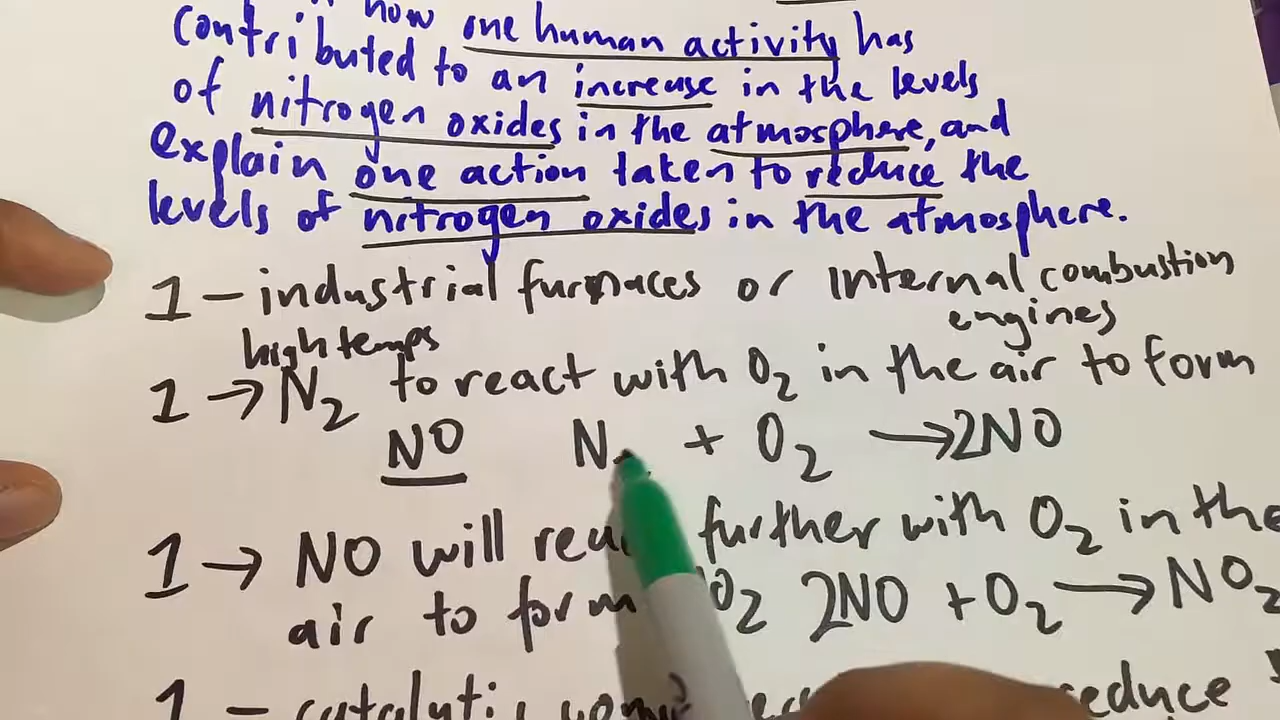 how one human activity has
contributed to an increase in the levels
of nitrogen oxides in the atmosphere, and
explain one action taken to reduce the
levels of nitrogen oxides in the atmosphere.
1 – industrial furnaces or internal combustion
engines
high temps
1 → N2 to react with O2 in the air to form
NO N + O2 → 2NO
1 → NO will further with O2 in the
air to form O2 2NO + O2 → NO2
1 – catalytic reduce